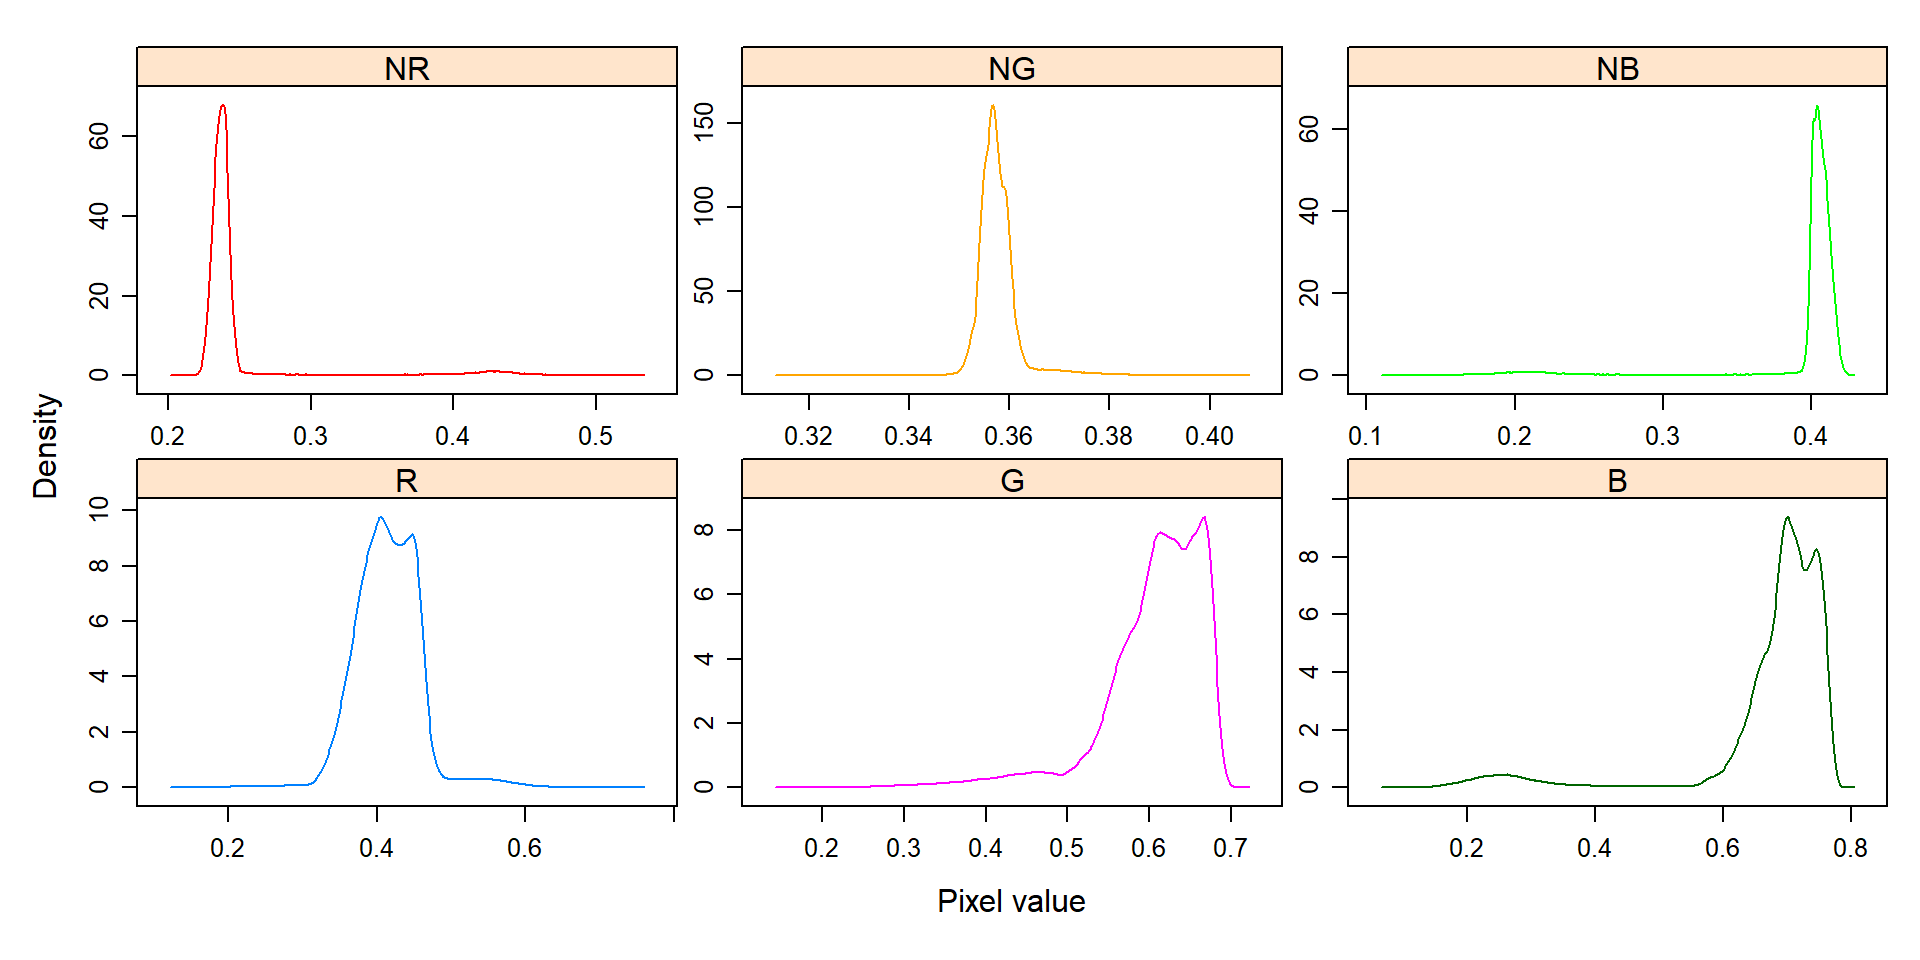 NR
NG
NB
0 20 40 60
0 50 100 150
0 20 40 60
0.2 0.3 0.4 0.5
0.32 0.34 0.36 0.38 0.40
0.1 0.2 0.3 0.4
Density
R
G
B
0 2 4 6 8 10
0 2 4 6 8
0 2 4 6 8
0.2 0.4 0.6
0.2 0.3 0.4 0.5 0.6 0.7
0.2 0.4 0.6 0.8
Pixel value